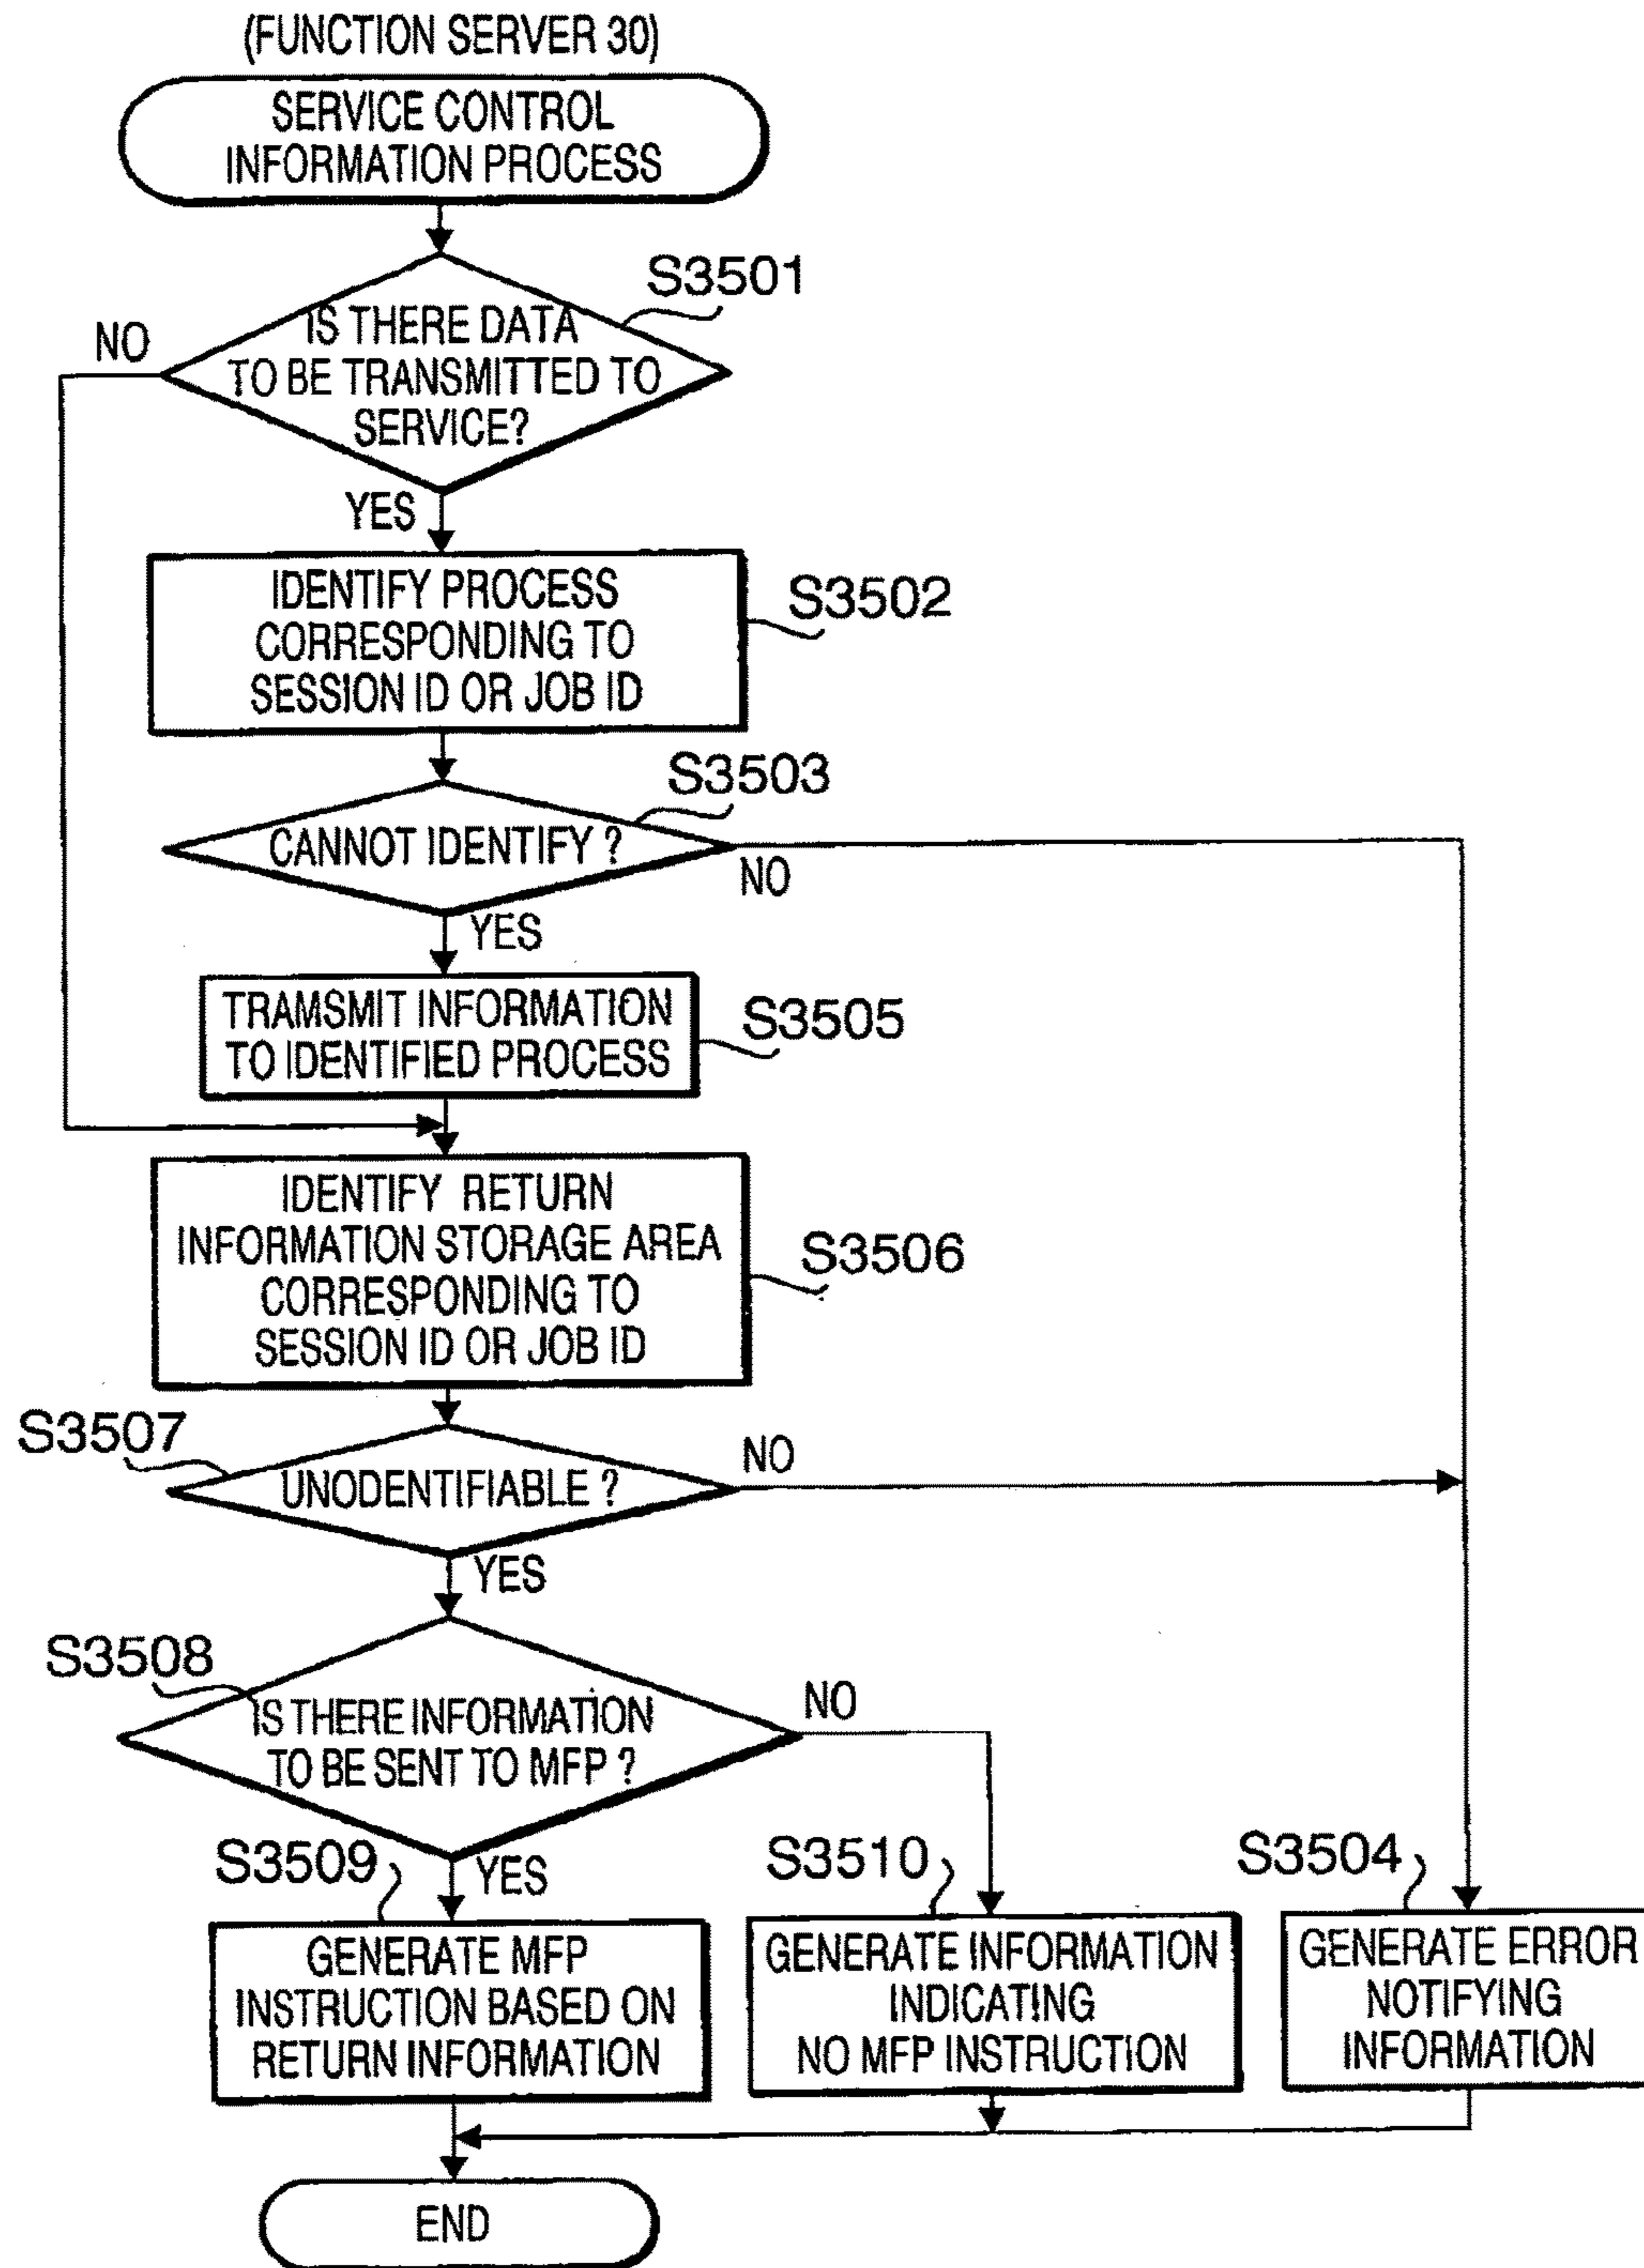 (FUNCTION SERVER 30)
SERVICE CONTROL
INFORMATION PROCESS
S3501
IS THERE DATA
TO BE TRANSMITTED TO
SERVICE?
NO
YES
IDENTIFY PROCESS
CORRESPONDING TO
SESSION ID OR JOB ID
S3502
S3503
CANNOT IDENTIFY ?
NO
YES
TRAMSMIT INFORMATION
TO IDENTIFIED PROCESS
S3505
IDENTIFY RETURN
INFORMATION STORAGE AREA
CORRESPONDING TO
SESSION ID OR JOB ID
S3506
S3507
UNODENTIFIABLE ?
NO
YES
S3508
IS THERE INFORMATION
TO BE SENT TO MFP ?
NO
YES
S3509
GENERATE MFP
INSTRUCTION BASED ON
RETURN INFORMATION
S3510
GENERATE INFORMATION
INDICATING
NO MFP INSTRUCTION
S3504
GENERATE ERROR
NOTIFYING
INFORMATION
END